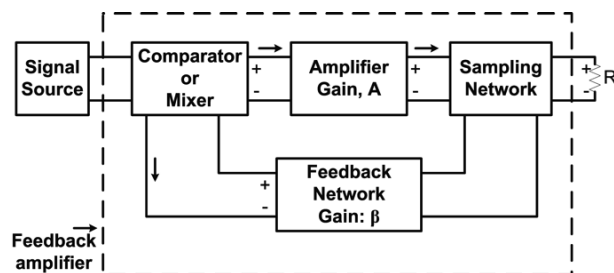 Signal
Source
Comparator
or
Mixer
+
-
Amplifier
Gain, A
+
-
Sampling
Network
+
-
R
Feedback
Network
Gain: β
+
-
Feedback
amplifier